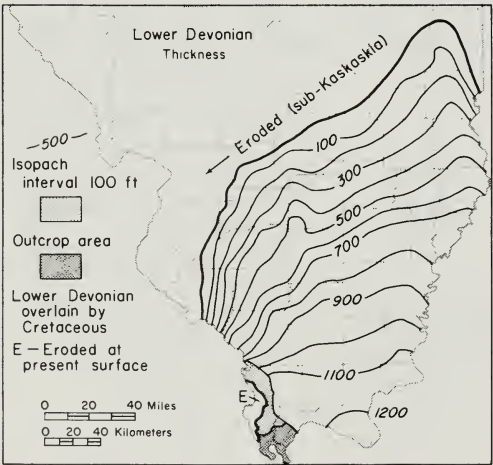 Lower Devonian
Thickness
Eroded (sub-Kaskaskia)
100
300
500
700
900
1100
1200
500
Isopach
interval 100 ft
Outcrop area
Lower Devonian
overlain by
Cretaceous
E — Eroded at
present surface
E
0 20 40 Miles
0 20 40 Kilometers